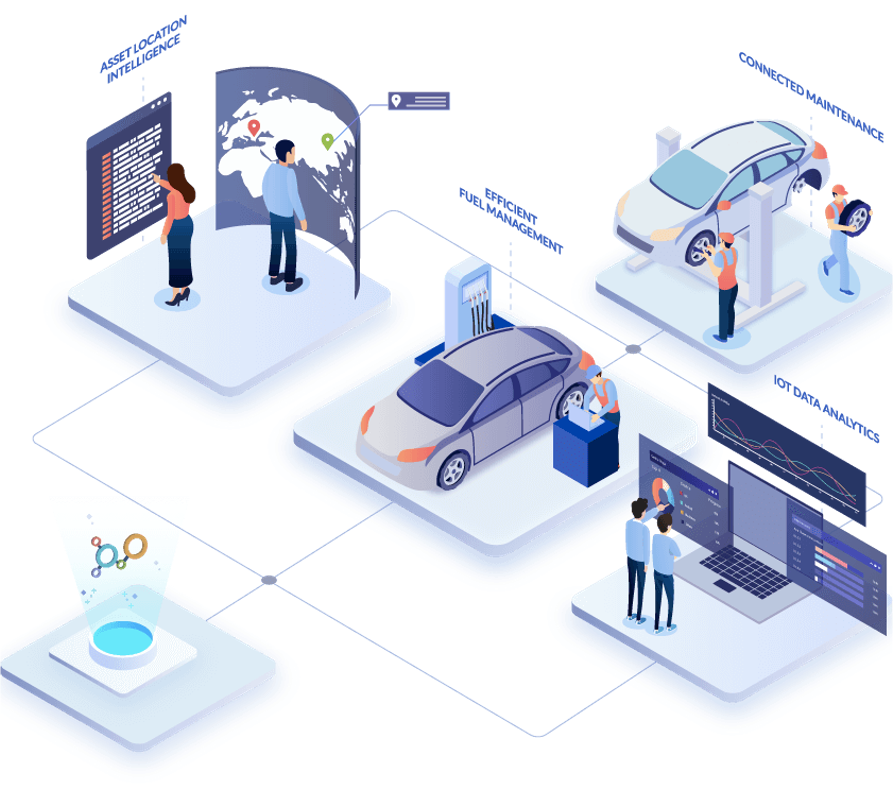 ASSET LOCATION
INTELLIGENCE
CONNECTED MAINTENANCE
EFFICIENT
FUEL MANAGEMENT
IOT DATA ANALYTICS